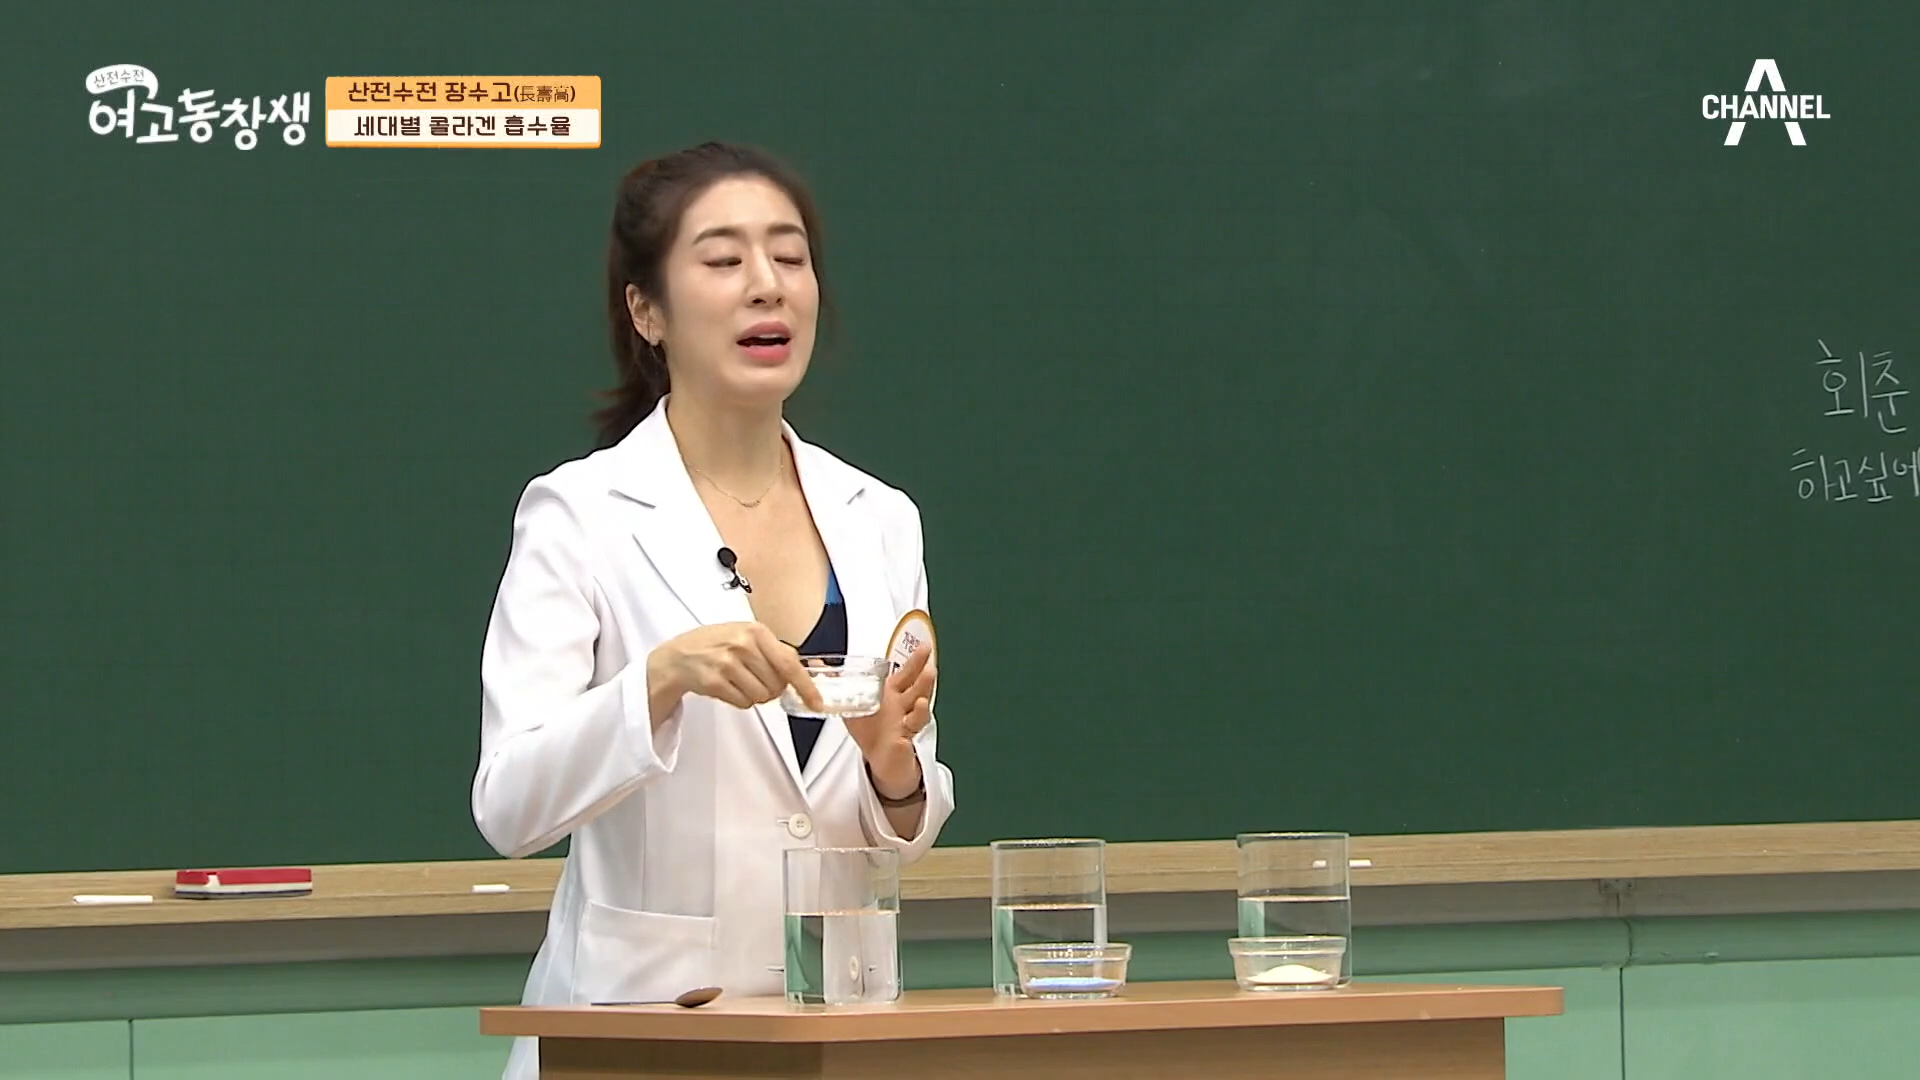 산전수전
여고동창생
산전수전 장수고(長壽高)
세대별 콜라겐 흡수율
CHANNEL A
회춘
하고싶에